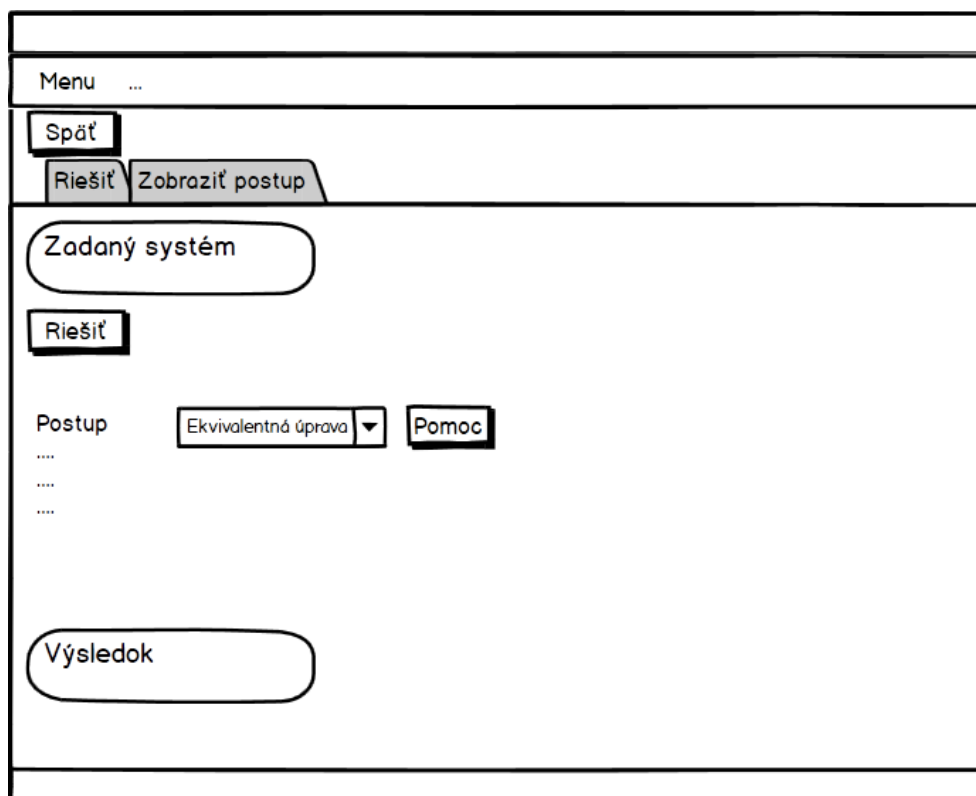 Menu ...
Späť
Riešiť Zobraziť postup
Zadaný systém
Riešiť
Postup Ekvivalentná úprava Pomoc
....
....
....
Výsledok